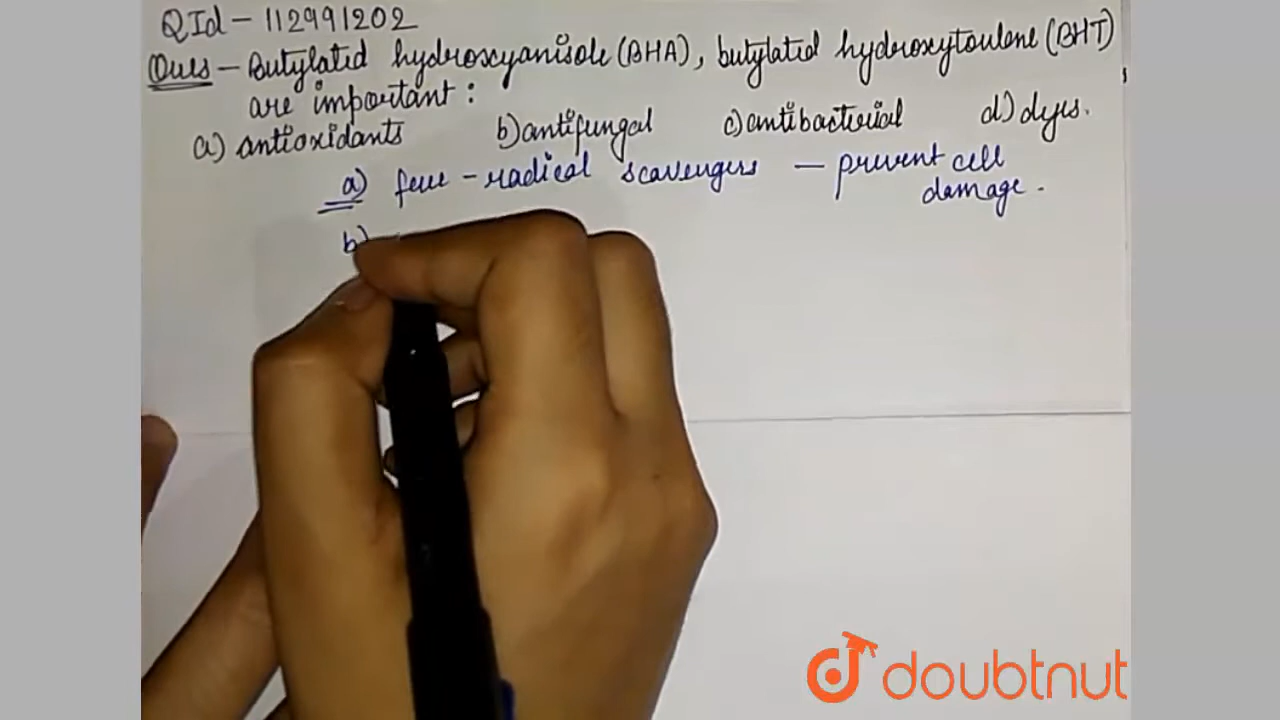 QId - 112991202
Ques - Butylated hydroxyanisole (BHA), butylated hydroxytoulene (BHT)
are important :
a) antioxidants b) antifungal c) antibacterial d) dyes.
a) free - radical scavengers — prevent cell
damage.
b)
doubtnut